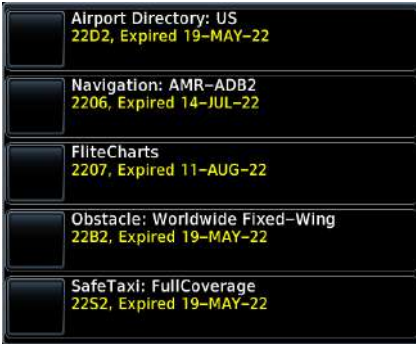 Airport Directory: US
22D2, Expired 19-MAY-22
Navigation: AMR-ADB2
2206, Expired 14-JUL-22
FliteCharts
2207, Expired 11-AUG-22
Obstacle: Worldwide Fixed-Wing
22B2, Expired 19-MAY-22
SafeTaxi: FullCoverage
22S2, Expired 19-MAY-22